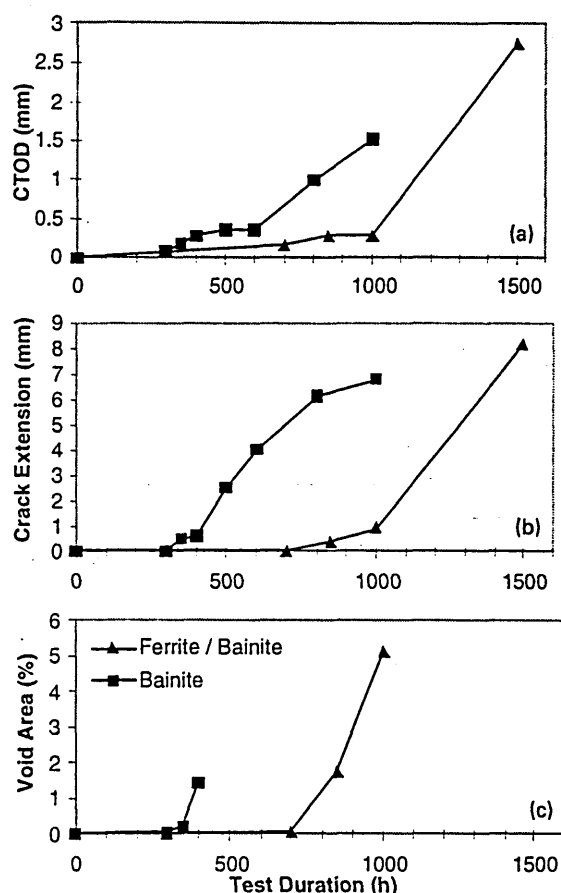 3
2.5
2
1.5
1
0.5
0
CTOD (mm)
(a)
0 500 1000 1500
9
8
7
6
5
4
3
2
1
0
Crack Extension (mm)
(b)
0 500 1000 1500
6
5
4
3
2
1
0
Void Area (%)
Ferrite / Bainite
Bainite
(c)
0 500 1000 1500
Test Duration (h)